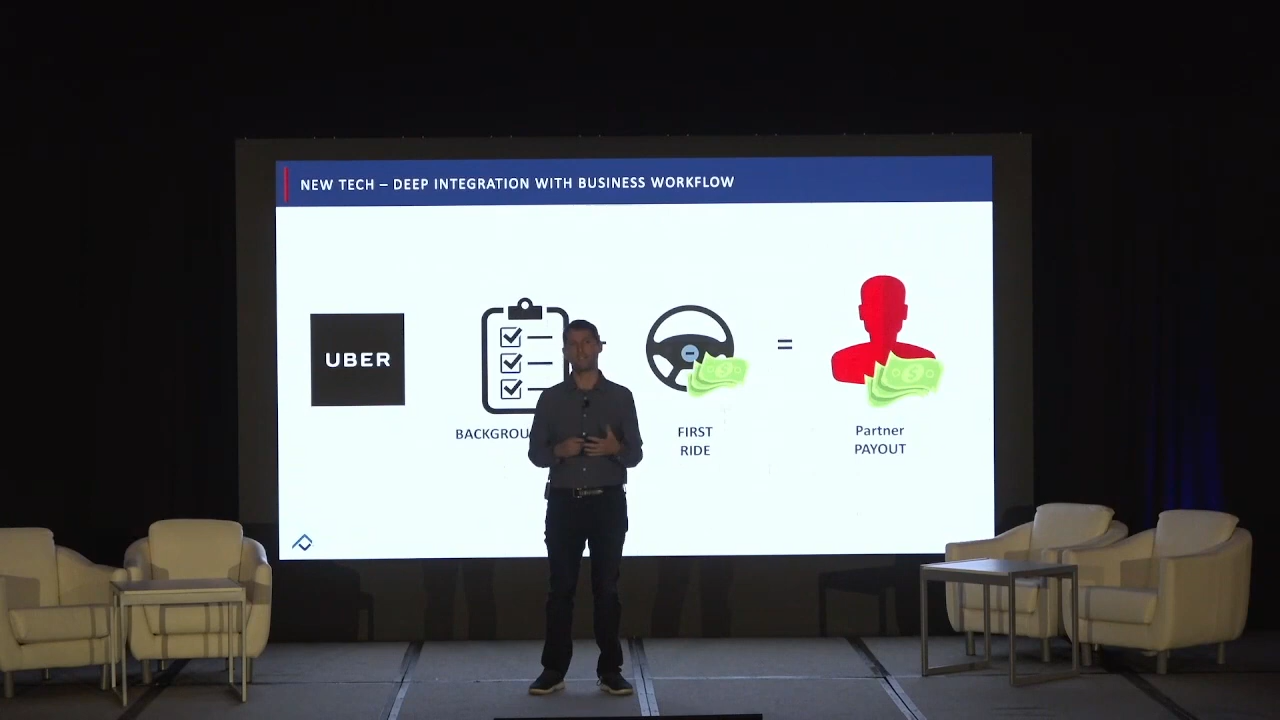 NEW TECH – DEEP INTEGRATION WITH BUSINESS WORKFLOW
UBER
=
FIRST
RIDE
Partner
PAYOUT